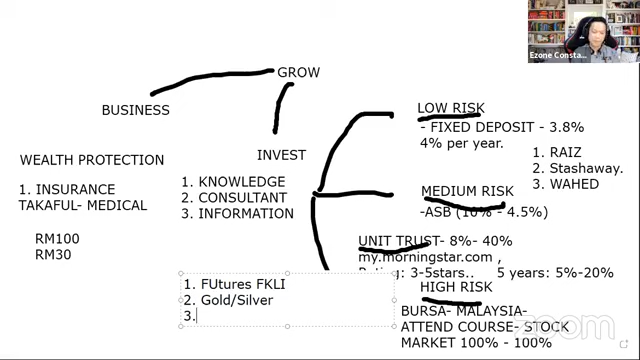 Ezone Consta...
GROW
BUSINESS
INVEST
WEALTH PROTECTION
1. INSURANCE
TAKAFUL- MEDICAL
RM100
RM30
1. KNOWLEDGE
2. CONSULTANT
3. INFORMATION
LOW RISK
- FIXED DEPOSIT - 3.8%
4% per year.
1. RAIZ
2. Stashaway.
3. WAHED
MEDIUM RISK
-ASB (10% - 4.5%)
UNIT TRUST- 8%- 40%
my.morningstar.com ,
Rating: 3-5stars.. 5 years: 5%-20%
HIGH RISK
BURSA- MALAYSIA-
ATTEND COURSE- STOCK
MARKET 100% - 100%
1. FUtures FKLI
2. Gold/Silver
3.
zoom